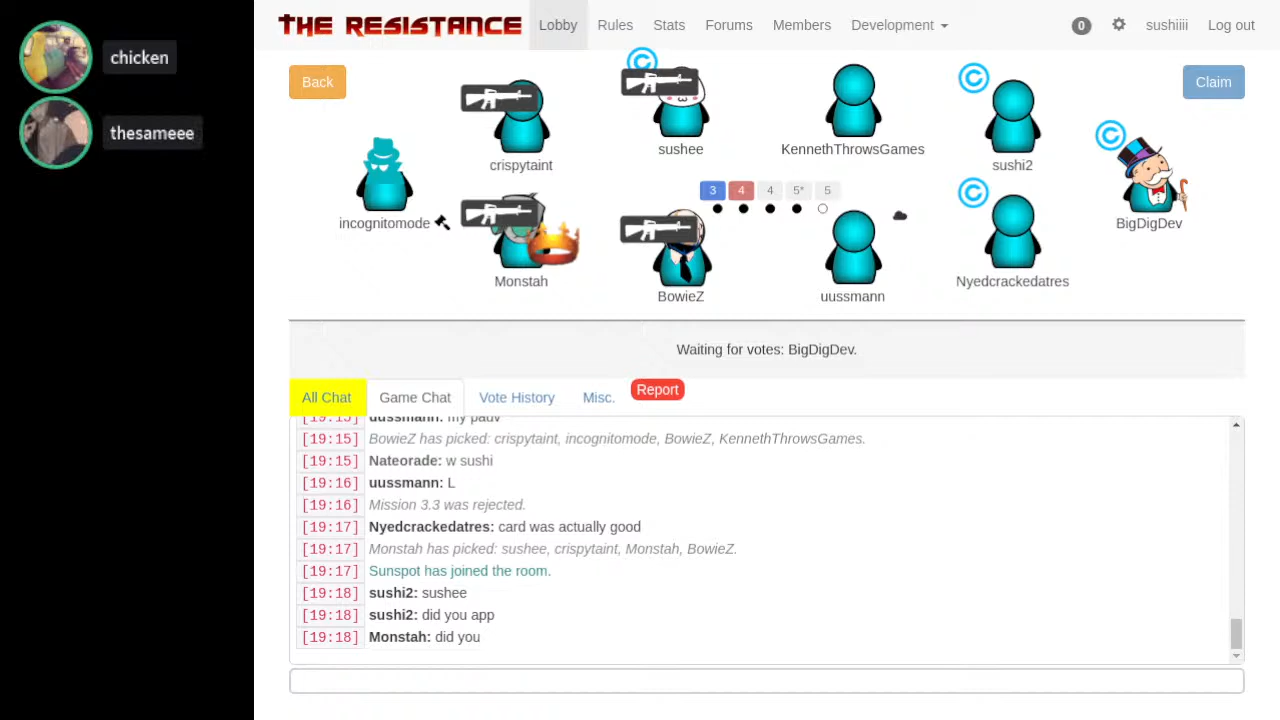 chicken
thesameee
THE RESISTANCE
Lobby
Rules
Stats
Forums
Members
Development
0
sushiiii
Log out
Back
Claim
crispytaint
sushee
KennethThrowsGames
sushi2
BigDigDev
incognitomode
Monstah
BowieZ
uussmann
Nyedcrackedatres
3 4 4 5* 5
Waiting for votes: BigDigDev.
All Chat
Game Chat
Vote History
Misc.
Report
[19:15] uussmann: my pauv
[19:15] BowieZ has picked: crispytaint, incognitomode, BowieZ, KennethThrowsGames.
[19:15] Nateorade: w sushi
[19:16] uussmann: L
[19:16] Mission 3.3 was rejected.
[19:17] Nyedcrackedatres: card was actually good
[19:17] Monstah has picked: sushee, crispytaint, Monstah, BowieZ.
[19:17] Sunspot has joined the room.
[19:18] sushi2: sushee
[19:18] sushi2: did you app
[19:18] Monstah: did you